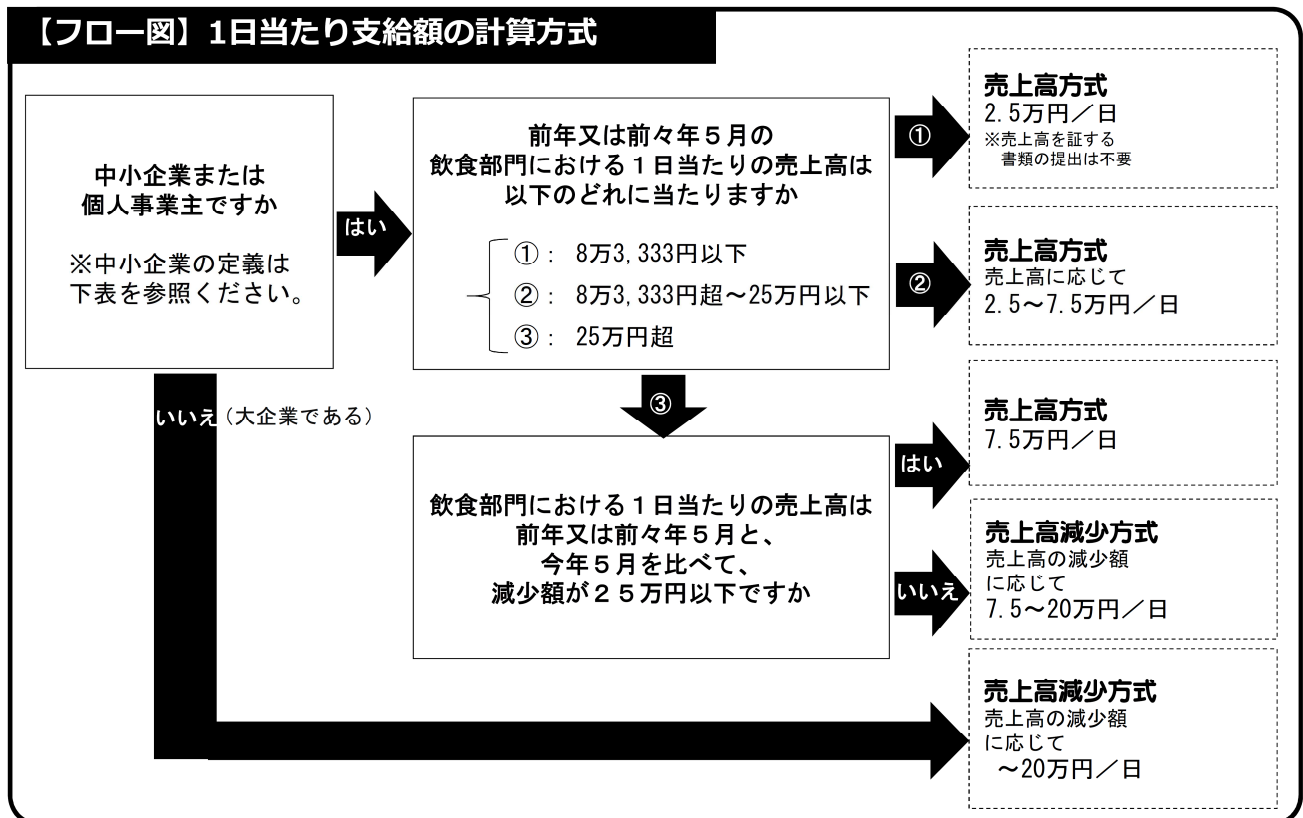 【フロー図】1日当たり支給額の計算方式
中小企業または
個人事業主ですか
※中小企業の定義は
下表を参照ください。
はい
前年又は前々年５月の
飲食部門における１日当たりの売上高は
以下のどれに当たりますか
①： 8万3,333円以下
②： 8万3,333円超～25万円以下
③： 25万円超
①
売上高方式
2.5万円／日
※売上高を証する
書類の提出は不要
②
売上高方式
売上高に応じて
2.5～7.5万円／日
③
いいえ（大企業である）
飲食部門における１日当たりの売上高は
前年又は前々年５月と、
今年５月を比べて、
減少額が２５万円以下ですか
はい
売上高方式
7.5万円／日
いいえ
売上高減少方式
売上高の減少額
に応じて
7.5～20万円／日
売上高減少方式
売上高の減少額
に応じて
～20万円／日